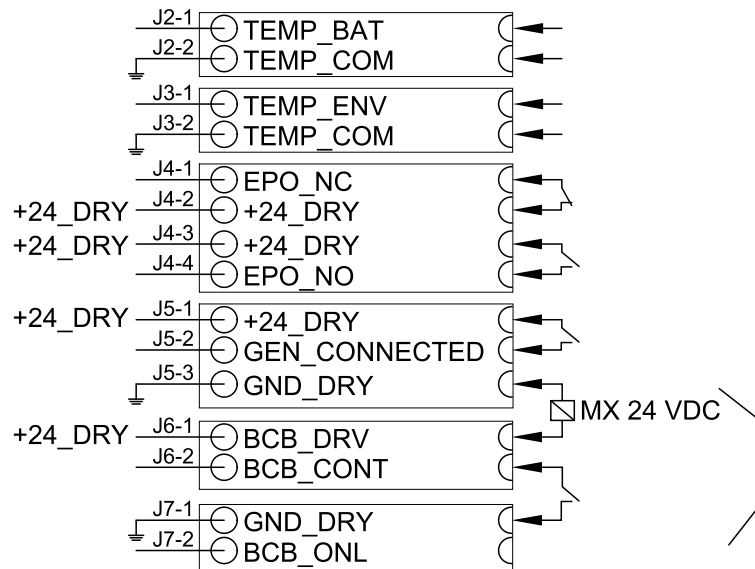 J2-1 TEMP_BAT
J2-2 TEMP_COM
J3-1 TEMP_ENV
J3-2 TEMP_COM
J4-1 EPO_NC
+24_DRY J4-2 +24_DRY
+24_DRY J4-3 +24_DRY
J4-4 EPO_NO
+24_DRY J5-1 +24_DRY
J5-2 GEN_CONNECTED
J5-3 GND_DRY
MX 24 VDC
+24_DRY J6-1 BCB_DRV
J6-2 BCB_CONT
J7-1 GND_DRY
J7-2 BCB_ONL